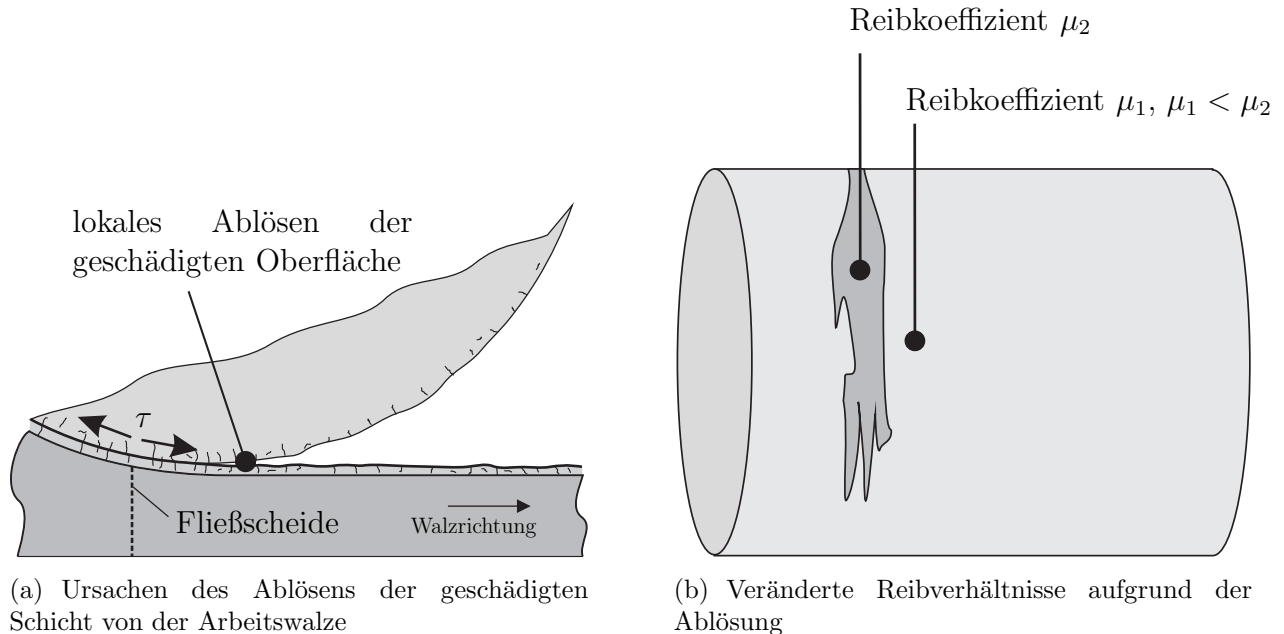 Reibkoeffizient μ₂
Reibkoeffizient μ₁, μ₁ < μ₂
lokales Ablösen der
geschädigten Oberfläche
τ
Fließscheide
Walzrichtung
(a) Ursachen des Ablösens der geschädigten
Schicht von der Arbeitswalze
(b) Veränderte Reibverhältnisse aufgrund der
Ablösung